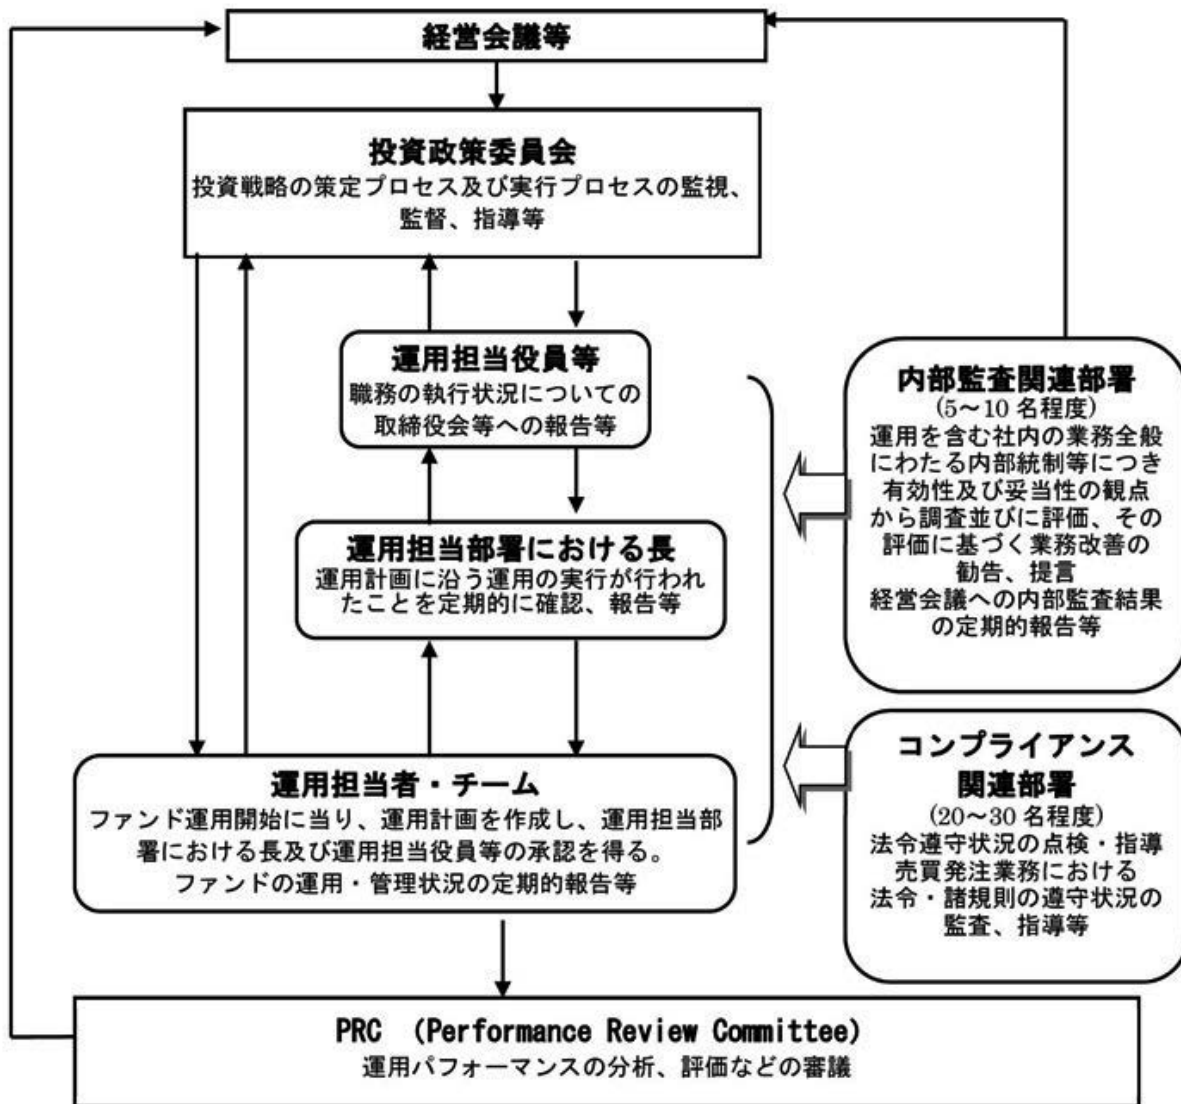 経営会議等
投資政策委員会
投資戦略の策定プロセス及び実行プロセスの監視、
監督、指導等
運用担当役員等
職務の執行状況についての
取締役会等への報告等
運用担当部署における長
運用計画に沿う運用の実行が行われ
たことを定期的に確認、報告等
運用担当者・チーム
ファンド運用開始に当り、運用計画を作成し、運用担当部
署における長及び運用担当役員等の承認を得る。
ファンドの運用・管理状況の定期的報告等
内部監査関連部署
(5～10 名程度)
運用を含む社内の業務全般
にわたる内部統制等につき
有効性及び妥当性の観点
から調査並びに評価、その
評価に基づく業務改善の
勧告、提言
経営会議への内部監査結果
の定期的報告等
コンプライアンス
関連部署
(20～30 名程度)
法令遵守状況の点検・指導
売買発注業務における
法令・諸規則の遵守状況の
監査、指導等
PRC （Performance Review Committee）
運用パフォーマンスの分析、評価などの審議